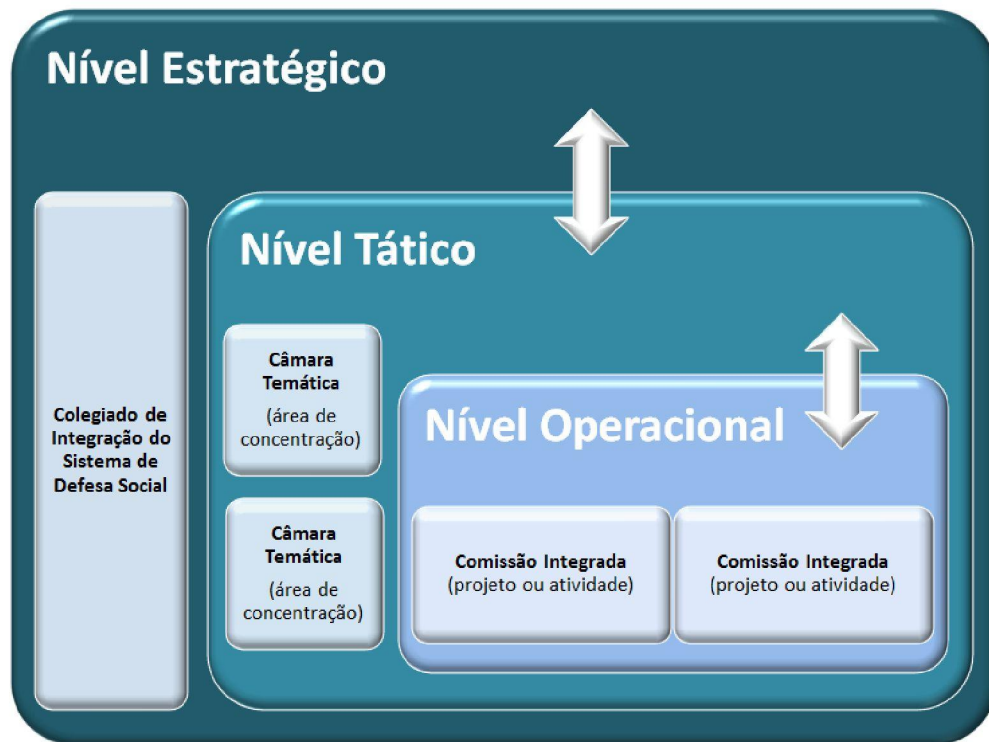 Nível Estratégico
Colegiado de
Integração do
Sistema de
Defesa Social
Nível Tático
Câmara
Temática
(área de
concentração)
Câmara
Temática
(área de
concentração)
Nível Operacional
Comissão Integrada
(projeto ou atividade)
Comissão Integrada
(projeto ou atividade)